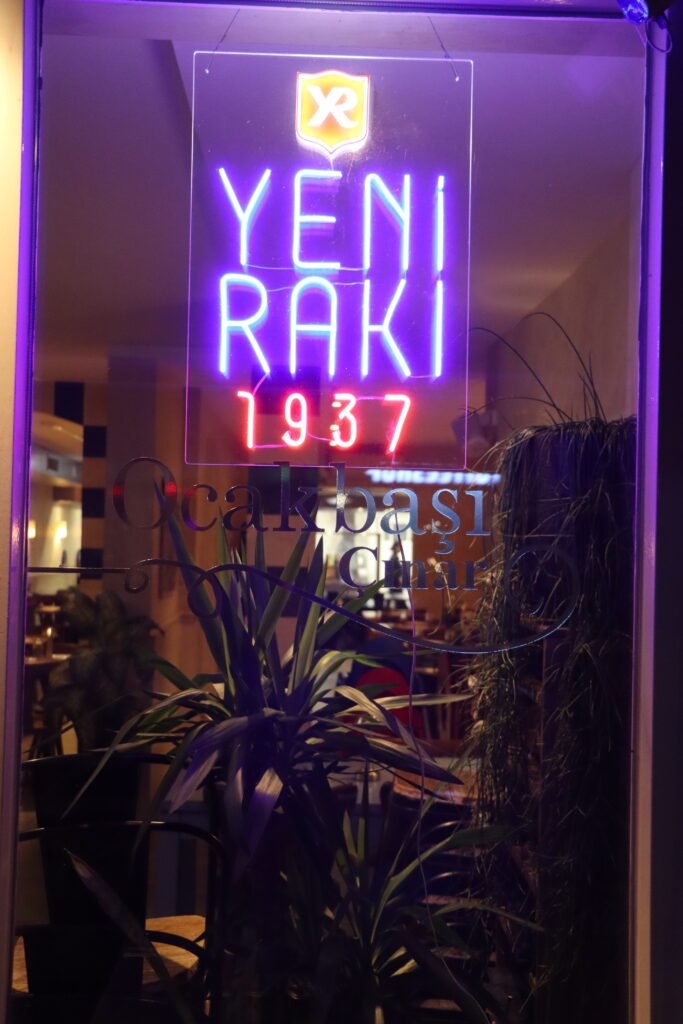 YR
YENİ
RAKI
1937
Ocakbaşı
Çınar